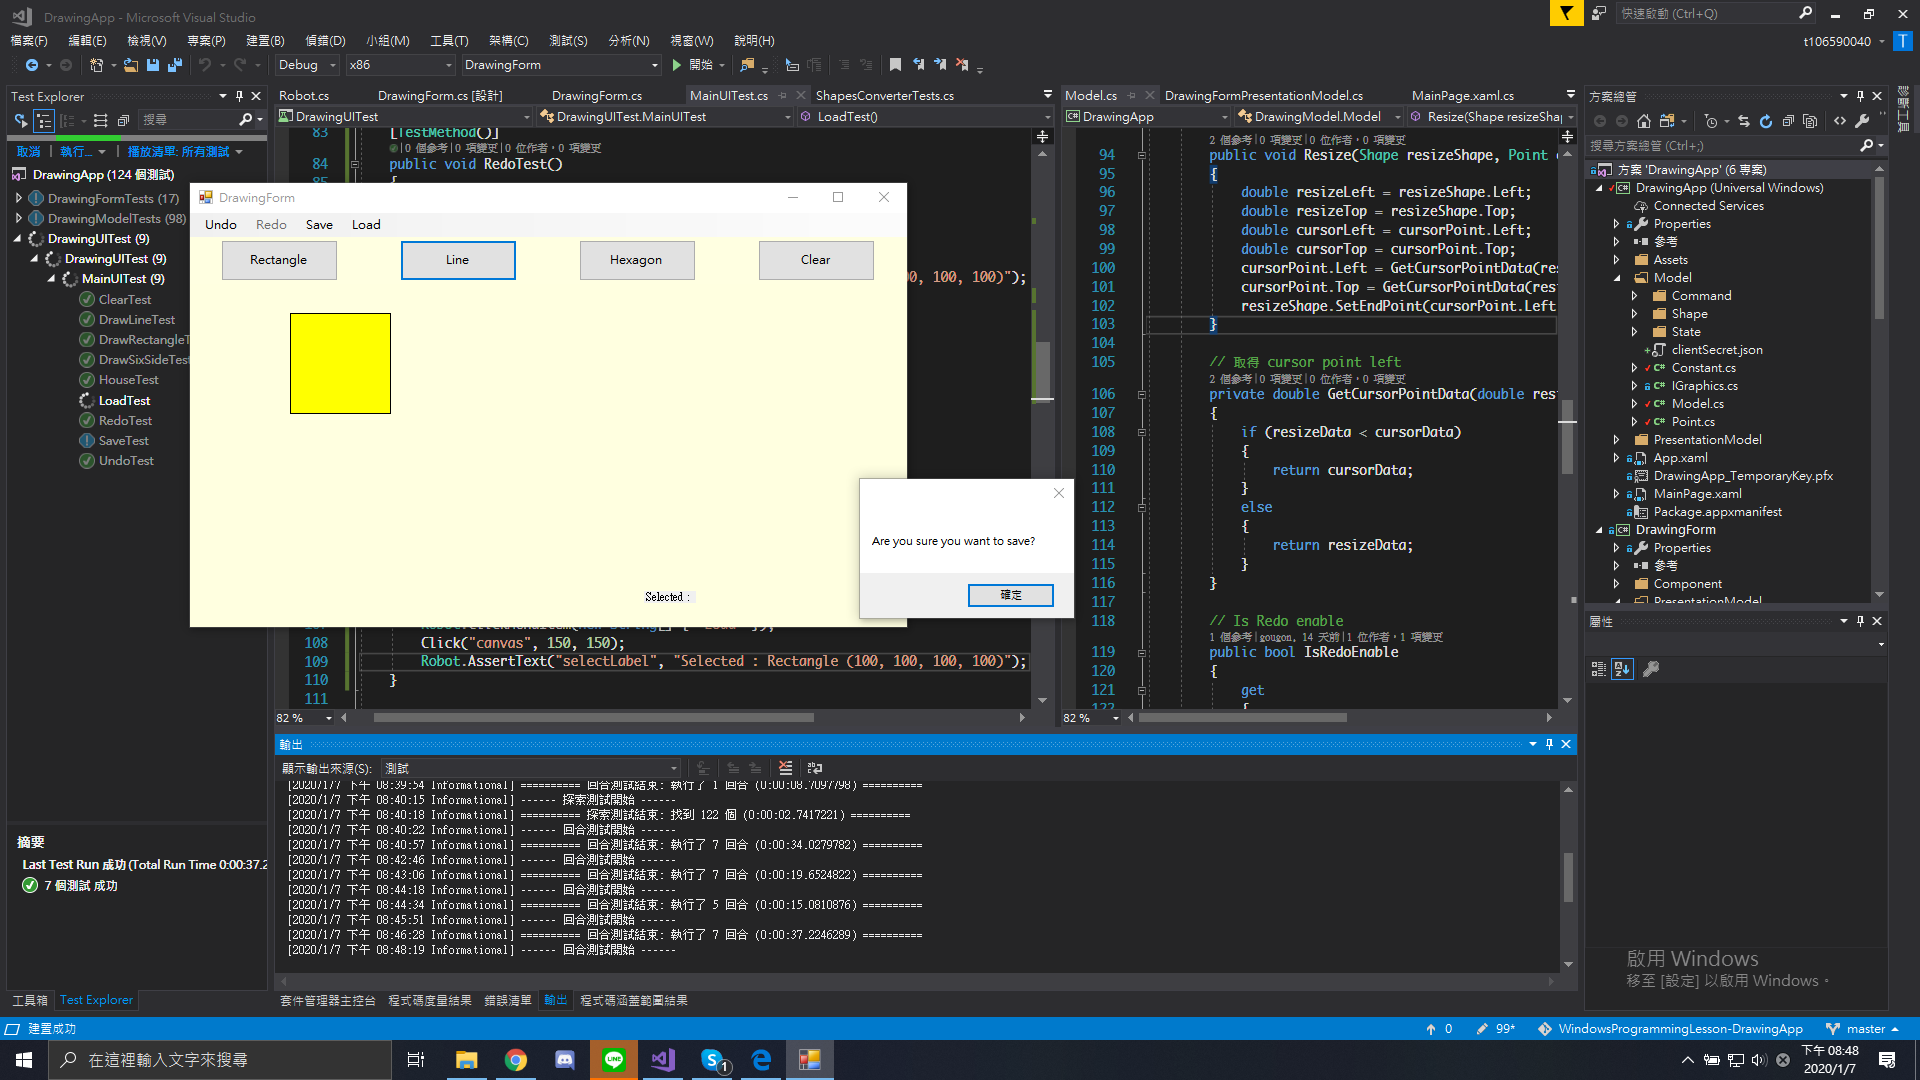 DrawingApp - Microsoft Visual Studio
快速啟動 (Ctrl+Q)
檔案(F) 編輯(E) 檢視(V) 專案(P) 建置(B) 偵錯(D) 小組(M) 工具(T) 架構(C) 測試(S) 分析(N) 視窗(W) 說明(H)
t106590040
T
Debug x86 DrawingForm 開始
Test Explorer
搜尋
取消 執行... 播放清單: 所有測試
DrawingApp (124 個測試)
DrawingFormTests (17)
DrawingModelTests (98)
DrawingUITest (9)
DrawingUITest (9)
MainUITest (9)
ClearTest
DrawLineTest
DrawRectangleT
DrawSixSideTest
HouseTest
LoadTest
RedoTest
SaveTest
UndoTest
摘要
Last Test Run 成功 (Total Run Time 0:00:37.2
7 個測試 成功
工具箱 Test Explorer
Robot.cs DrawingForm.cs [設計] DrawingForm.cs MainUITest.cs ShapesConverterTests.cs
DrawingUITest DrawingUITest.MainUITest LoadTest()
83 [TestMethod()]
0 個參考|0 項變更|0 位作者，0 項變更
84 public void RedoTest()
85 {
0, 100, 100)");
DrawingForm
Undo Redo Save Load
Rectangle Line Hexagon Clear
Selected :
Are you sure you want to save?
確定
108 Click("canvas", 150, 150);
109 Robot.AssertText("selectLabel", "Selected : Rectangle (100, 100, 100, 100)");
110 }
111
82 %
Model.cs DrawingFormPresentationModel.cs MainPage.xaml.cs
DrawingApp DrawingModel.Model Resize(Shape resizeSha
2 個參考|0 項變更|0 位作者，0 項變更
94 public void Resize(Shape resizeShape, Point
95 {
96 double resizeLeft = resizeShape.Left;
97 double resizeTop = resizeShape.Top;
98 double cursorLeft = cursorPoint.Left;
99 double cursorTop = cursorPoint.Top;
100 cursorPoint.Left = GetCursorPointData(res
101 cursorPoint.Top = GetCursorPointData(resi
102 resizeShape.SetEndPoint(cursorPoint.Left
103 }
104
105 // 取得 cursor point left
2 個參考|0 項變更|0 位作者，0 項變更
106 private double GetCursorPointData(double res
107 {
108 if (resizeData < cursorData)
109 {
110 return cursorData;
111 }
112 else
113 {
114 return resizeData;
115 }
116 }
117
118 // Is Redo enable
1 個參考|gougon, 14 天前|1 位作者，1 項變更
119 public bool IsRedoEnable
120 {
121 get
122 {
82 %
方案總管
搜尋方案總管 (Ctrl+;)
方案 'DrawingApp' (6 專案)
DrawingApp (Universal Windows)
Connected Services
Properties
參考
Assets
Model
Command
Shape
State
clientSecret.json
Constant.cs
IGraphics.cs
Model.cs
Point.cs
PresentationModel
App.xaml
DrawingApp_TemporaryKey.pfx
MainPage.xaml
Package.appxmanifest
DrawingForm
Properties
參考
Component
PresentationModel
屬性
診斷工具
輸出
顯示輸出來源(S): 測試
[2020/1/7 下午 08:39:54 Informational] ========== 回合測試結束: 執行了 1 回合 (0:00:08.7097798) ==========
[2020/1/7 下午 08:40:15 Informational] ------ 探索測試開始 ------
[2020/1/7 下午 08:40:18 Informational] ========== 探索測試結束: 找到 122 個 (0:00:02.7417221) ==========
[2020/1/7 下午 08:40:22 Informational] ------ 回合測試開始 ------
[2020/1/7 下午 08:40:57 Informational] ========== 回合測試結束: 執行了 7 回合 (0:00:34.0279782) ==========
[2020/1/7 下午 08:42:46 Informational] ------ 回合測試開始 ------
[2020/1/7 下午 08:43:06 Informational] ========== 回合測試結束: 執行了 7 回合 (0:00:19.6524822) ==========
[2020/1/7 下午 08:44:18 Informational] ------ 回合測試開始 ------
[2020/1/7 下午 08:44:34 Informational] ========== 回合測試結束: 執行了 5 回合 (0:00:15.0810876) ==========
[2020/1/7 下午 08:45:51 Informational] ------ 回合測試開始 ------
[2020/1/7 下午 08:46:28 Informational] ========== 回合測試結束: 執行了 7 回合 (0:00:37.2246289) ==========
[2020/1/7 下午 08:48:19 Informational] ------ 回合測試開始 ------
套件管理器主控台 程式碼度量結果 錯誤清單 輸出 程式碼涵蓋範圍結果
啟用 Windows
移至 [設定] 以啟用 Windows。
建置成功
0 99* WindowsProgrammingLesson-DrawingApp master
在這裡輸入文字來搜尋
LINE
1
下午 08:48
2020/1/7